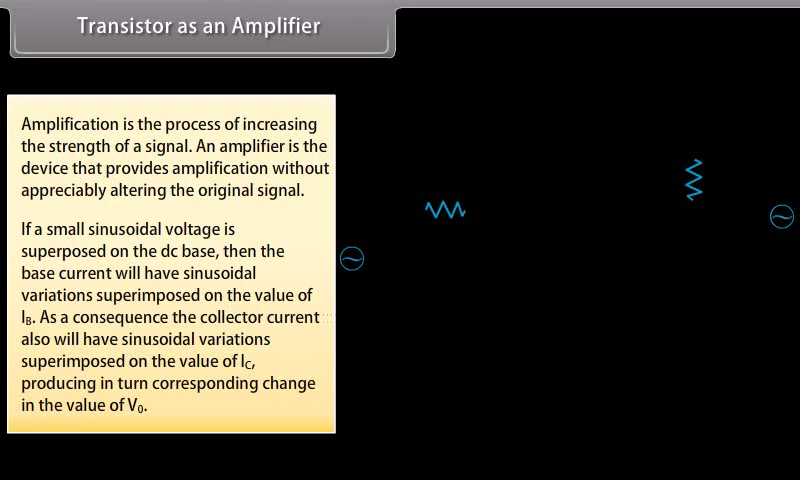 Transistor as an Amplifier
Amplification is the process of increasing
the strength of a signal. An amplifier is the
device that provides amplification without
appreciably altering the original signal.
If a small sinusoidal voltage is
superposed on the dc base, then the
base current will have sinusoidal
variations superimposed on the value of
I_B. As a consequence the collector current
also will have sinusoidal variations
superimposed on the value of I_C,
producing in turn corresponding change
in the value of V_0.